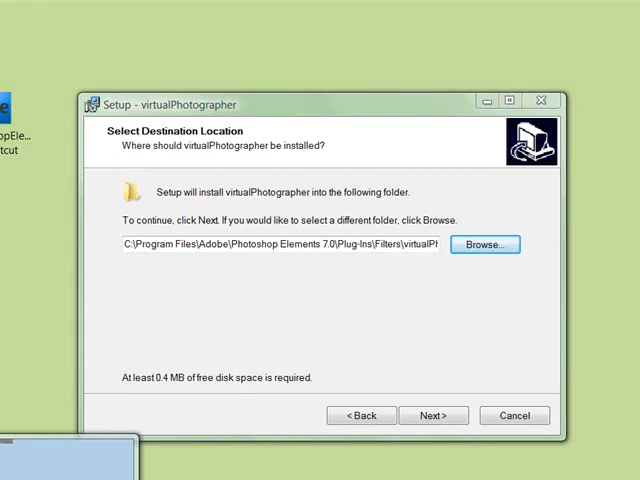 Setup - virtualPhotographer
Select Destination Location
Where should virtualPhotographer be installed?
Setup will install virtualPhotographer into the following folder.
To continue, click Next. If you would like to select a different folder, click Browse.
C:\Program Files\Adobe\Photoshop Elements 7.0\Plug-Ins\Filters\virtualPh
Browse...
At least 0.4 MB of free disk space is required.
< Back
Next >
Cancel
opEle...
tcut